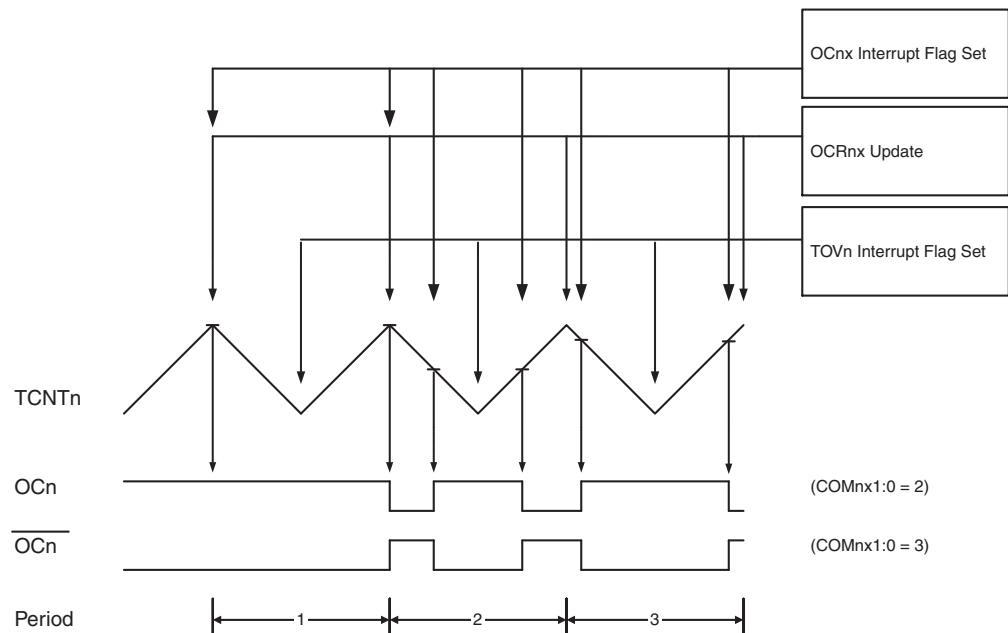 OCnx Interrupt Flag Set
OCRnx Update
TOVn Interrupt Flag Set
TCNTn
OCn
(COMnx1:0 = 2)
OCn
(COMnx1:0 = 3)
Period
1
2
3